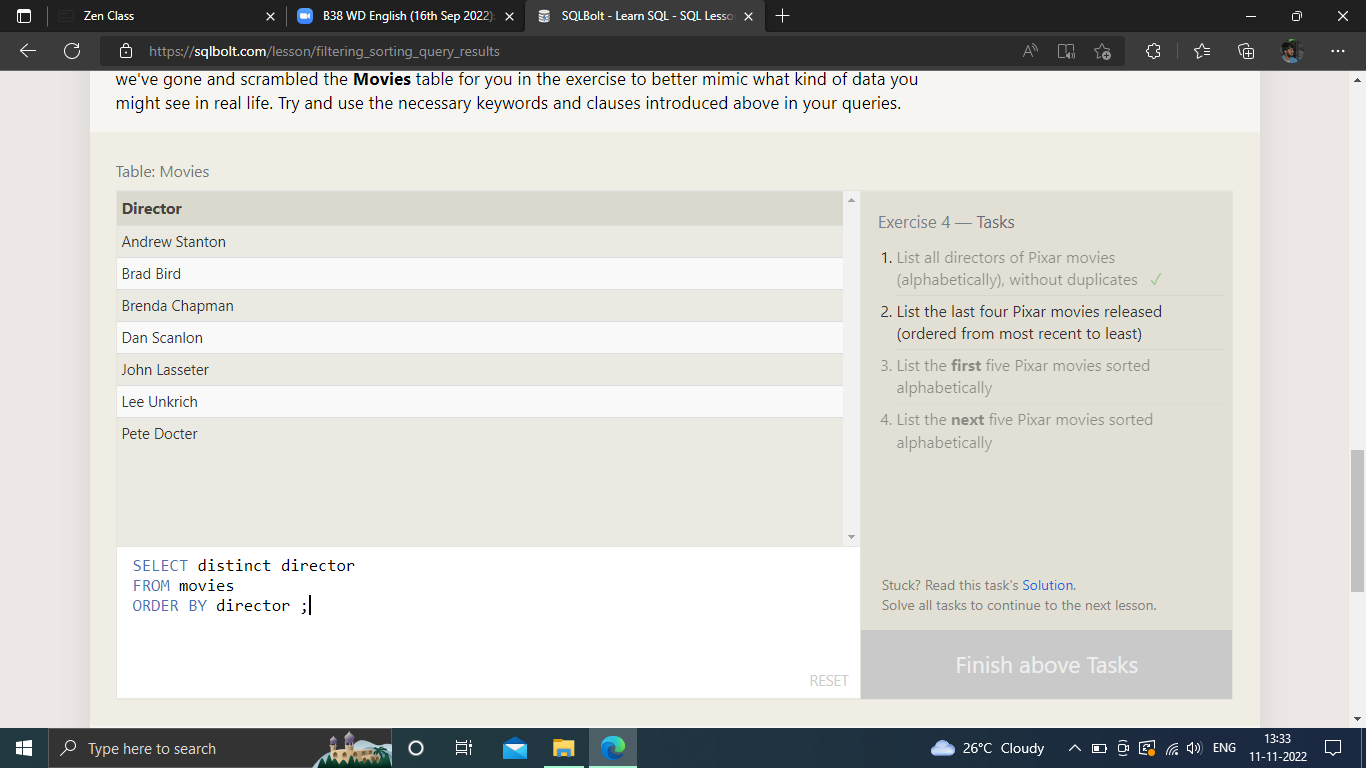 Zen Class
B38 WD English (16th Sep 2022):
SQLBolt - Learn SQL - SQL Lesso
https://sqlbolt.com/lesson/filtering_sorting_query_results
we've gone and scrambled the Movies table for you in the exercise to better mimic what kind of data you
might see in real life. Try and use the necessary keywords and clauses introduced above in your queries.
Table: Movies
Director
Andrew Stanton
Brad Bird
Brenda Chapman
Dan Scanlon
John Lasseter
Lee Unkrich
Pete Docter
SELECT distinct director
FROM movies
ORDER BY director ;
RESET
Exercise 4 — Tasks
1. List all directors of Pixar movies
(alphabetically), without duplicates ✓
2. List the last four Pixar movies released
(ordered from most recent to least)
3. List the first five Pixar movies sorted
alphabetically
4. List the next five Pixar movies sorted
alphabetically
Stuck? Read this task's Solution.
Solve all tasks to continue to the next lesson.
Finish above Tasks
Type here to search
26°C Cloudy
ENG
13:33
11-11-2022